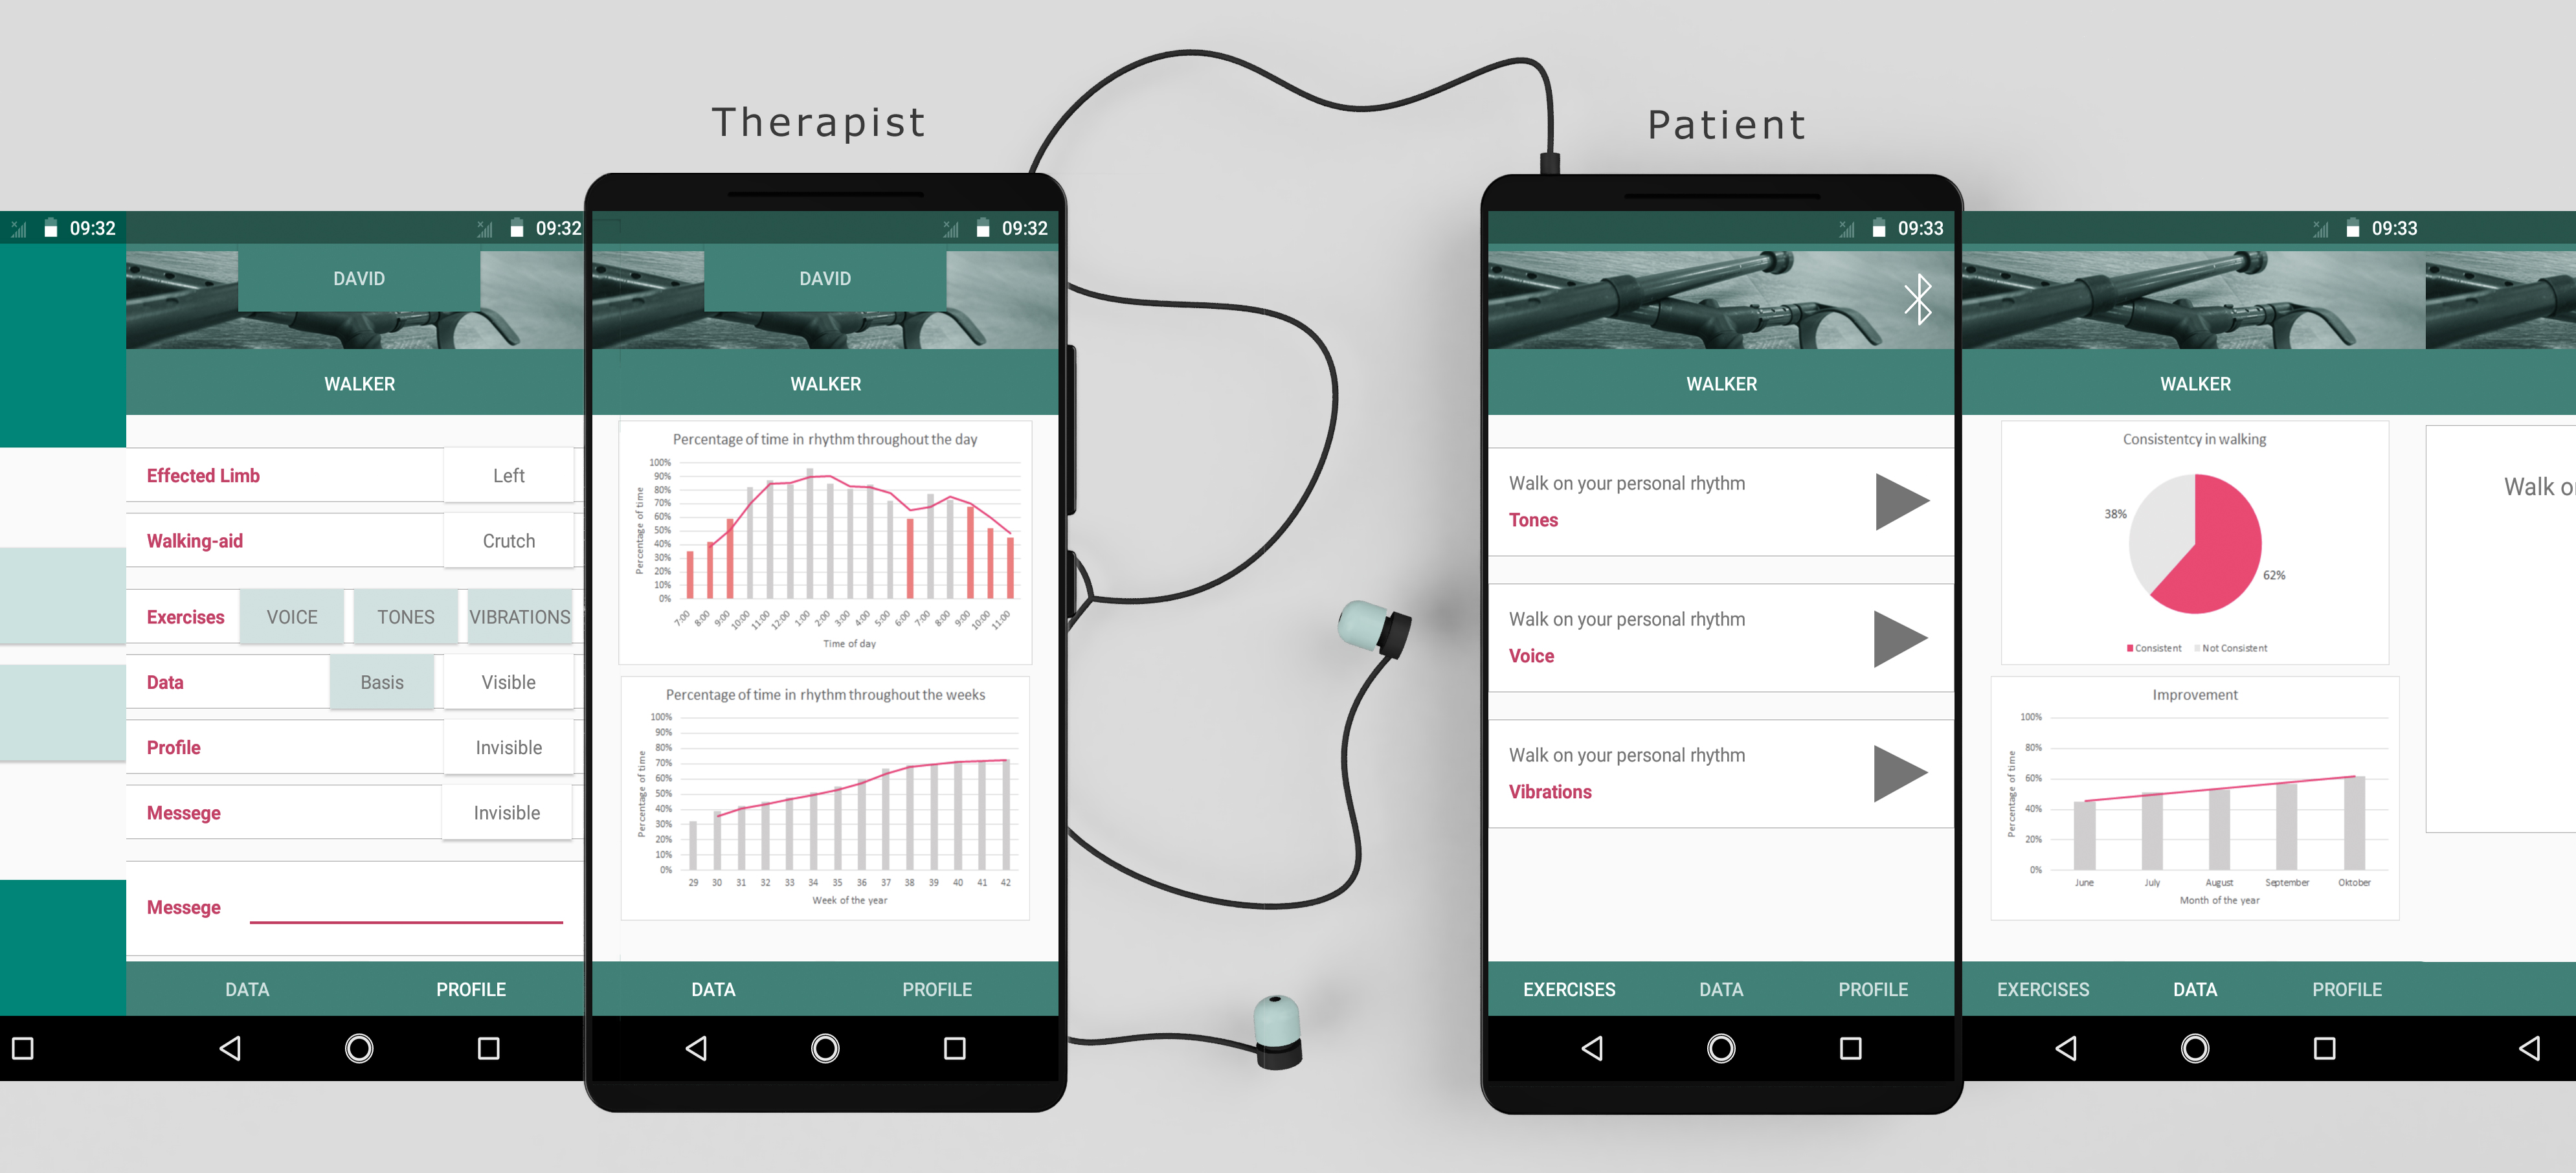 Therapist
Patient
09:32
09:32
DAVID
WALKER
Effected Limb
Left
Walking-aid
Crutch
Exercises
VOICE
TONES
VIBRATIONS
Data
Basis
Visible
Profile
Invisible
Messege
Invisible
Messege
DATA
PROFILE
09:32
DAVID
WALKER
Percentage of time in rhythm throughout the day
Percentage of time
100%
90%
80%
70%
60%
50%
40%
30%
20%
10%
0%
7:00 8:00 9:00 10:00 11:00 12:00 1:00 2:00 3:00 4:00 5:00 6:00 7:00 8:00 9:00 10:00 11:00
Time of day
Percentage of time in rhythm throughout the weeks
Percentage of time
100%
90%
80%
70%
60%
50%
40%
30%
20%
10%
0%
29 30 31 32 33 34 35 36 37 38 39 40 41 42
Week of the year
DATA
PROFILE
09:33
WALKER
Walk on your personal rhythm
Tones
Walk on your personal rhythm
Voice
Walk on your personal rhythm
Vibrations
EXERCISES
DATA
PROFILE
09:33
WALKER
Consistentcy in walking
38%
62%
Consistent
Not Consistent
Improvement
Percentage of time
100%
80%
60%
40%
20%
0%
June July August September Oktober
Month of the year
EXERCISES
DATA
PROFILE
Walk